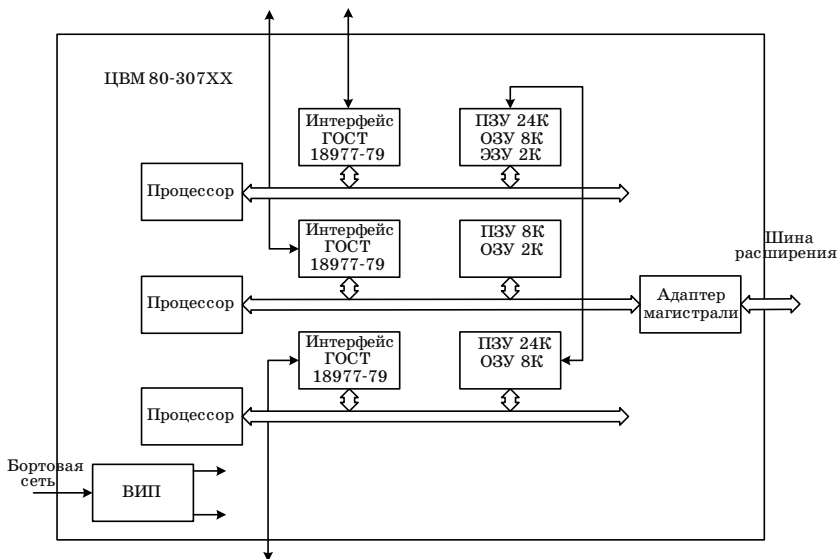 ЦВМ 80-307ХХ
Интерфейс
ГОСТ
18977-79
ПЗУ 24К
ОЗУ 8К
ЭЗУ 2К
Процессор
Интерфейс
ГОСТ
18977-79
ПЗУ 8К
ОЗУ 2К
Шина
расширения
Процессор
Адаптер
магистрали
Интерфейс
ГОСТ
18977-79
ПЗУ 24К
ОЗУ 8К
Процессор
Бортовая
сеть
ВИП